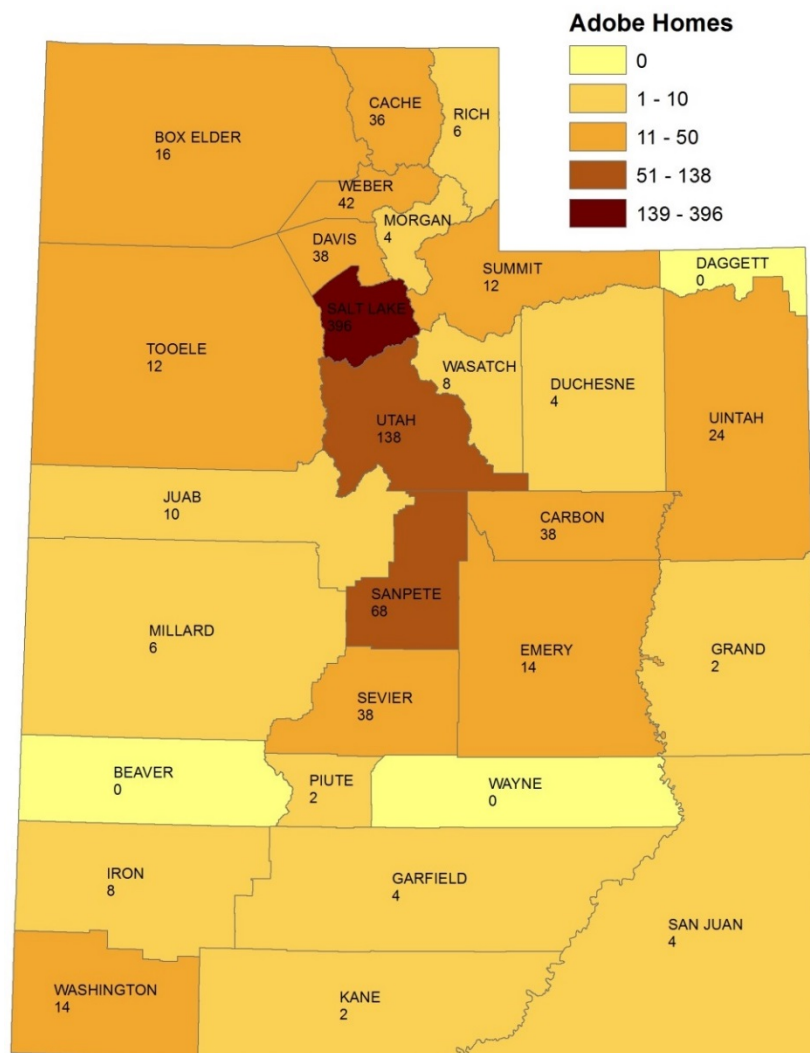 Adobe Homes
0
1 - 10
11 - 50
51 - 138
139 - 396
BOX ELDER
16
CACHE
36
RICH
6
WEBER
42
MORGAN
4
DAVIS
38
SUMMIT
12
DAGGETT
0
SALT LAKE
396
TOOELE
12
WASATCH
8
DUCHESNE
4
UINTAH
24
UTAH
138
JUAB
10
CARBON
38
SANPETE
68
MILLARD
6
EMERY
14
GRAND
2
SEVIER
38
BEAVER
0
PIUTE
2
WAYNE
0
IRON
8
GARFIELD
4
SAN JUAN
4
WASHINGTON
14
KANE
2